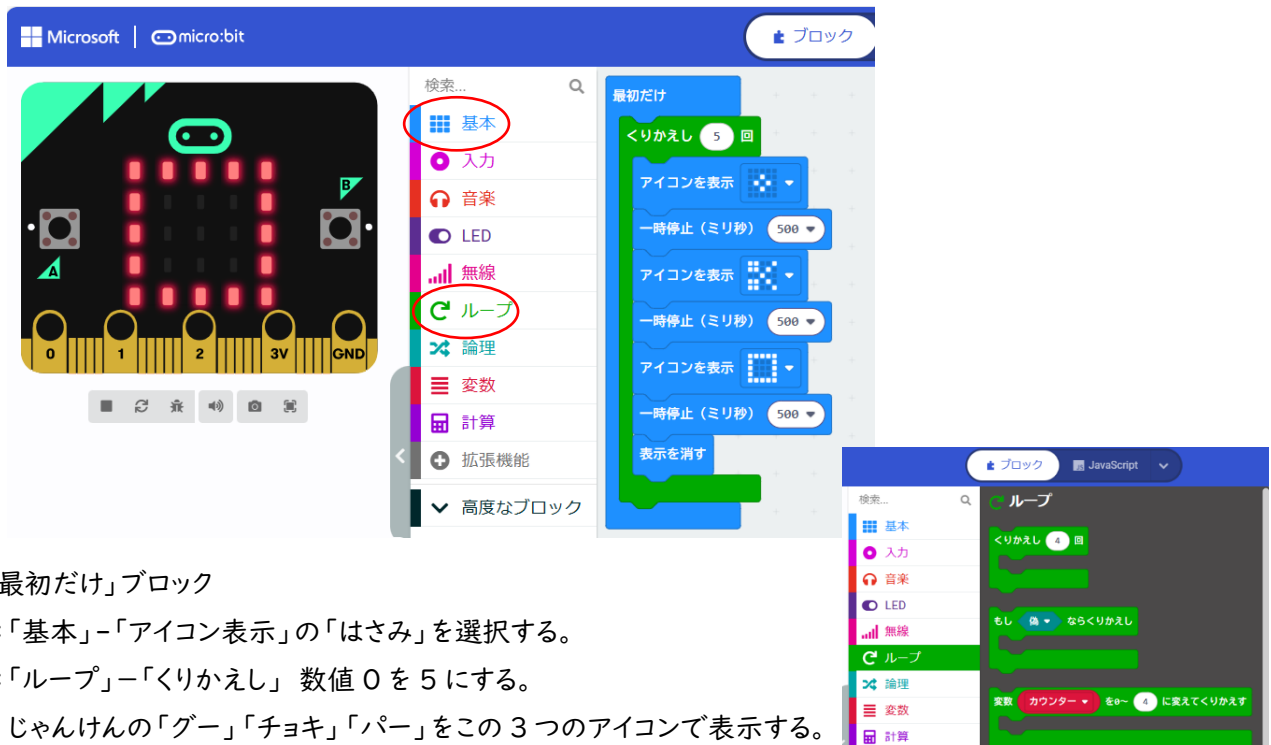 Microsoft micro:bit
ブロック
0 1 2 3V GND
A
B
検索...
基本
入力
音楽
LED
無線
ループ
論理
変数
計算
拡張機能
高度なブロック
最初だけ
くりかえし 5 回
アイコンを表示
一時停止（ミリ秒） 500
アイコンを表示
一時停止（ミリ秒） 500
アイコンを表示
一時停止（ミリ秒） 500
表示を消す
ブロック JavaScript
検索...
基本
入力
音楽
LED
無線
ループ
論理
変数
計算
ループ
くりかえし 4 回
もし 偽 ならくりかえし
変数 カウンター を0～ 4 に変えてくりかえす
最初だけ」ブロック
「基本」-「アイコン表示」の「はさみ」を選択する。
「ループ」－「くりかえし」 数値 0 を 5 にする。
じゃんけんの「グー」「チョキ」「パー」をこの 3 つのアイコンで表示する。